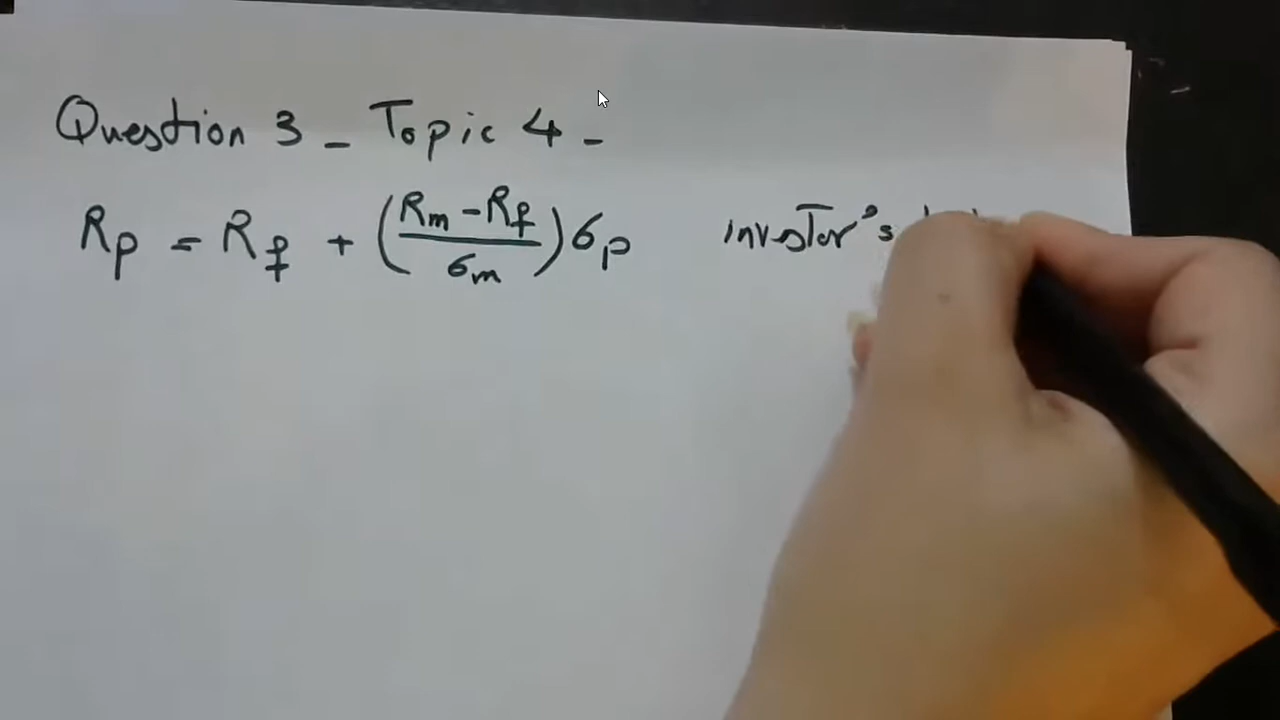 Question 3 - Topic 4 -
Rp = Rf + (Rm - Rf / σm) σp investor's